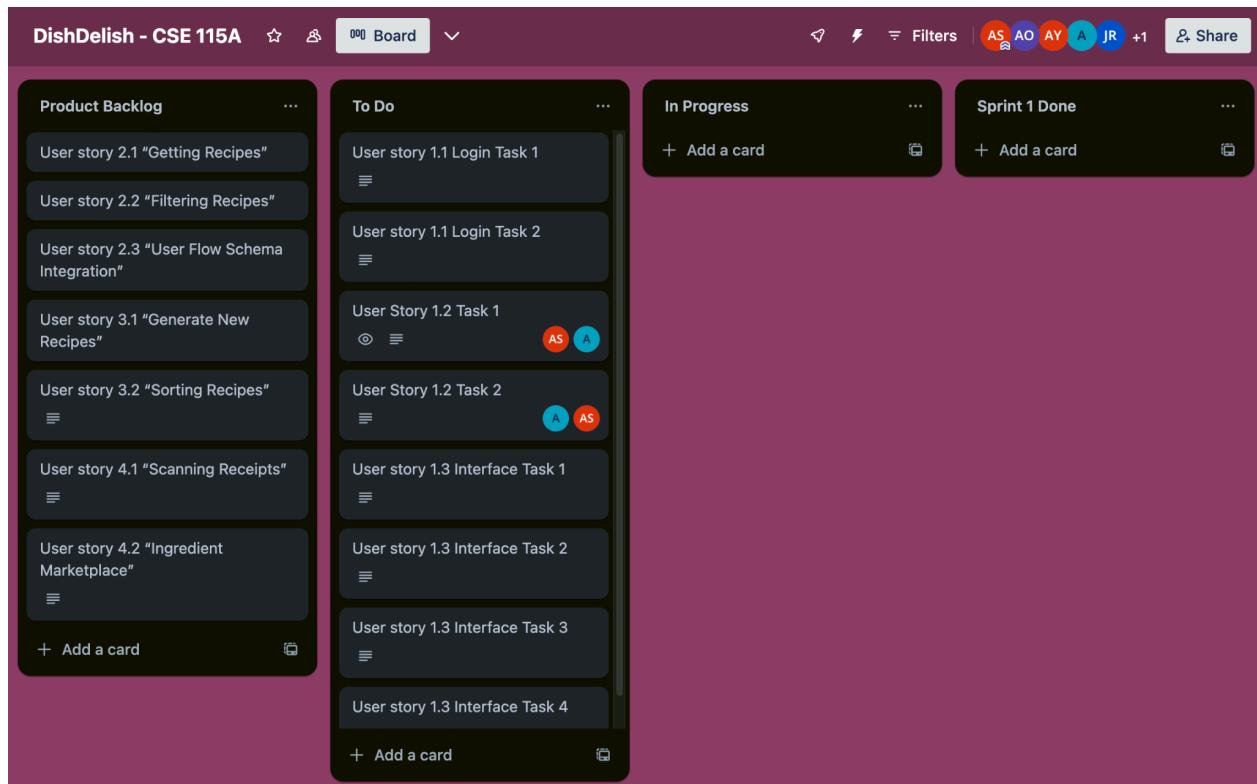 DishDelish - CSE 115A
Board
Filters
AS
AO
AY
A
JR
+1
Share
Product Backlog
User story 2.1 “Getting Recipes”
User story 2.2 “Filtering Recipes”
User story 2.3 “User Flow Schema
Integration”
User story 3.1 “Generate New
Recipes”
User story 3.2 “Sorting Recipes”
User story 4.1 “Scanning Receipts”
User story 4.2 “Ingredient
Marketplace”
+ Add a card
To Do
User story 1.1 Login Task 1
User story 1.1 Login Task 2
User Story 1.2 Task 1
AS
A
User Story 1.2 Task 2
A
AS
User story 1.3 Interface Task 1
User story 1.3 Interface Task 2
User story 1.3 Interface Task 3
User story 1.3 Interface Task 4
+ Add a card
In Progress
+ Add a card
Sprint 1 Done
+ Add a card